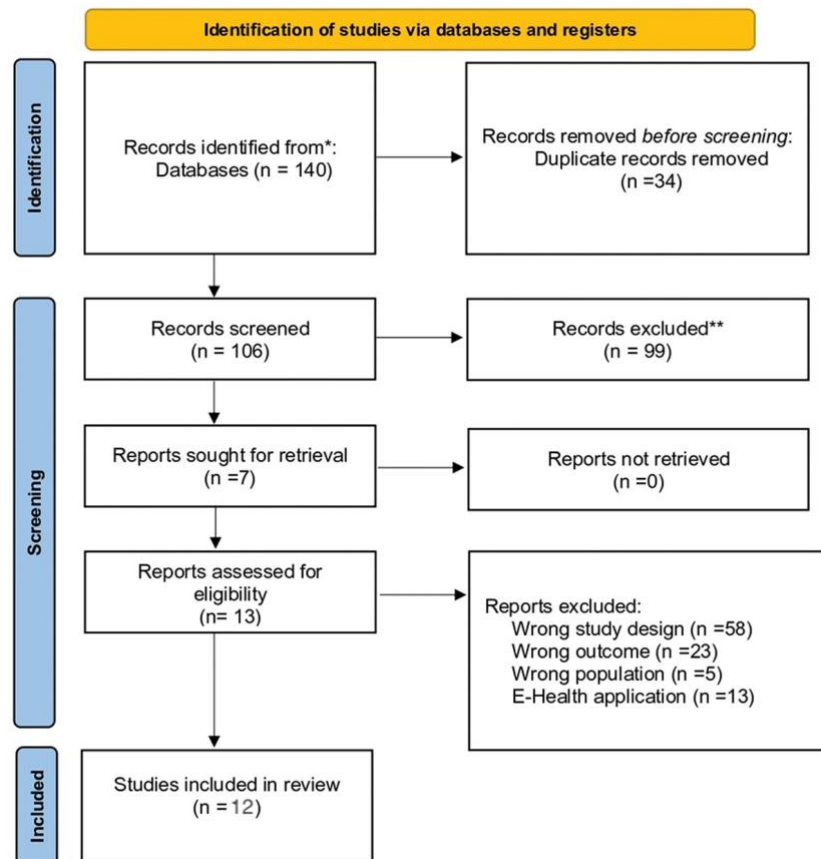 Identification of studies via databases and registers
Identification
Records identified from*:
Databases (n = 140)
Records removed before screening:
Duplicate records removed
(n =34)
Screening
Records screened
(n = 106)
Records excluded**
(n = 99)
Reports sought for retrieval
(n =7)
Reports not retrieved
(n =0)
Reports assessed for
eligibility
(n= 13)
Reports excluded:
Wrong study design (n =58)
Wrong outcome (n =23)
Wrong population (n =5)
E-Health application (n =13)
Included
Studies included in review
(n = 12)